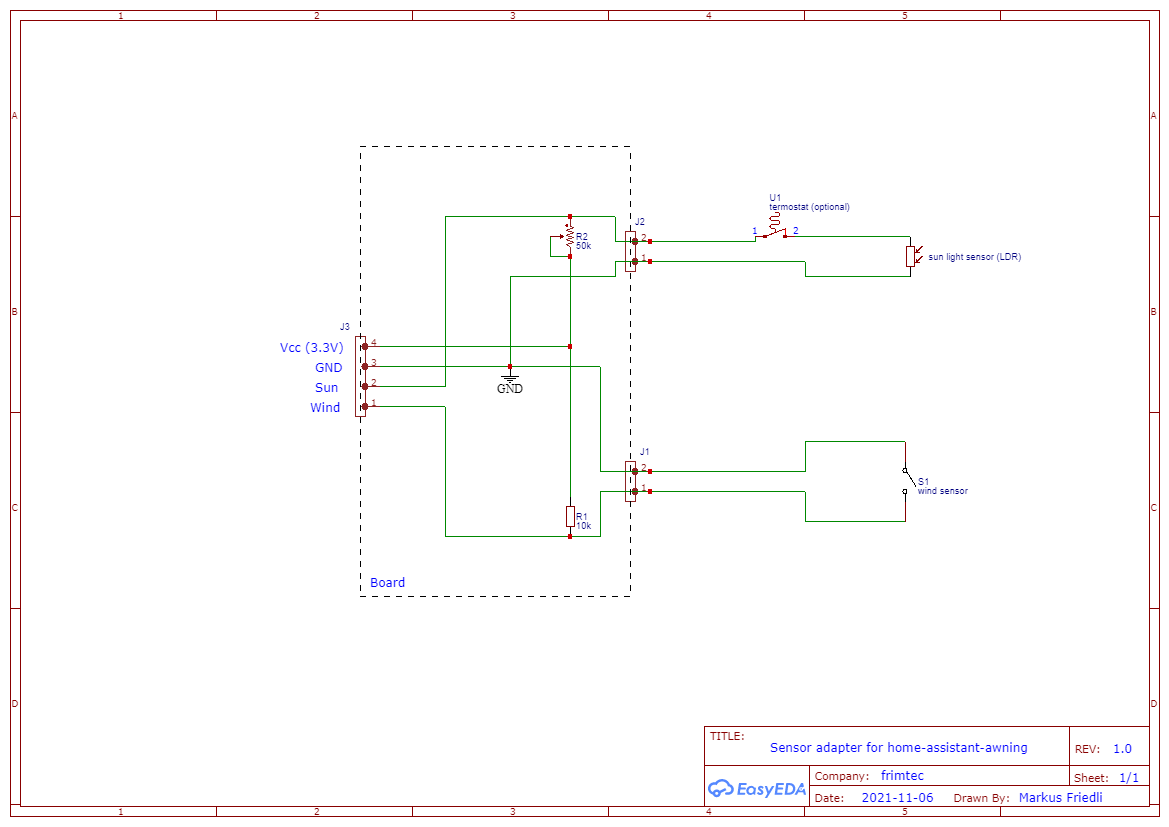 1 2 3 4 5
A A
U1
termostat (optional)
J2
1 2
R2
50k
2
1
sun light sensor (LDR)
B B
J3
Vcc (3.3V) 4
GND 3
Sun 2
Wind 1
GND
J1
2
1
S1
wind sensor
C C
R1
10k
Board
D D
TITLE:
Sensor adapter for home-assistant-awning
REV: 1.0
EasyEDA
Company: frimtec
Sheet: 1/1
Date: 2021-11-06 Drawn By: Markus Friedli
1 2 3 4 5